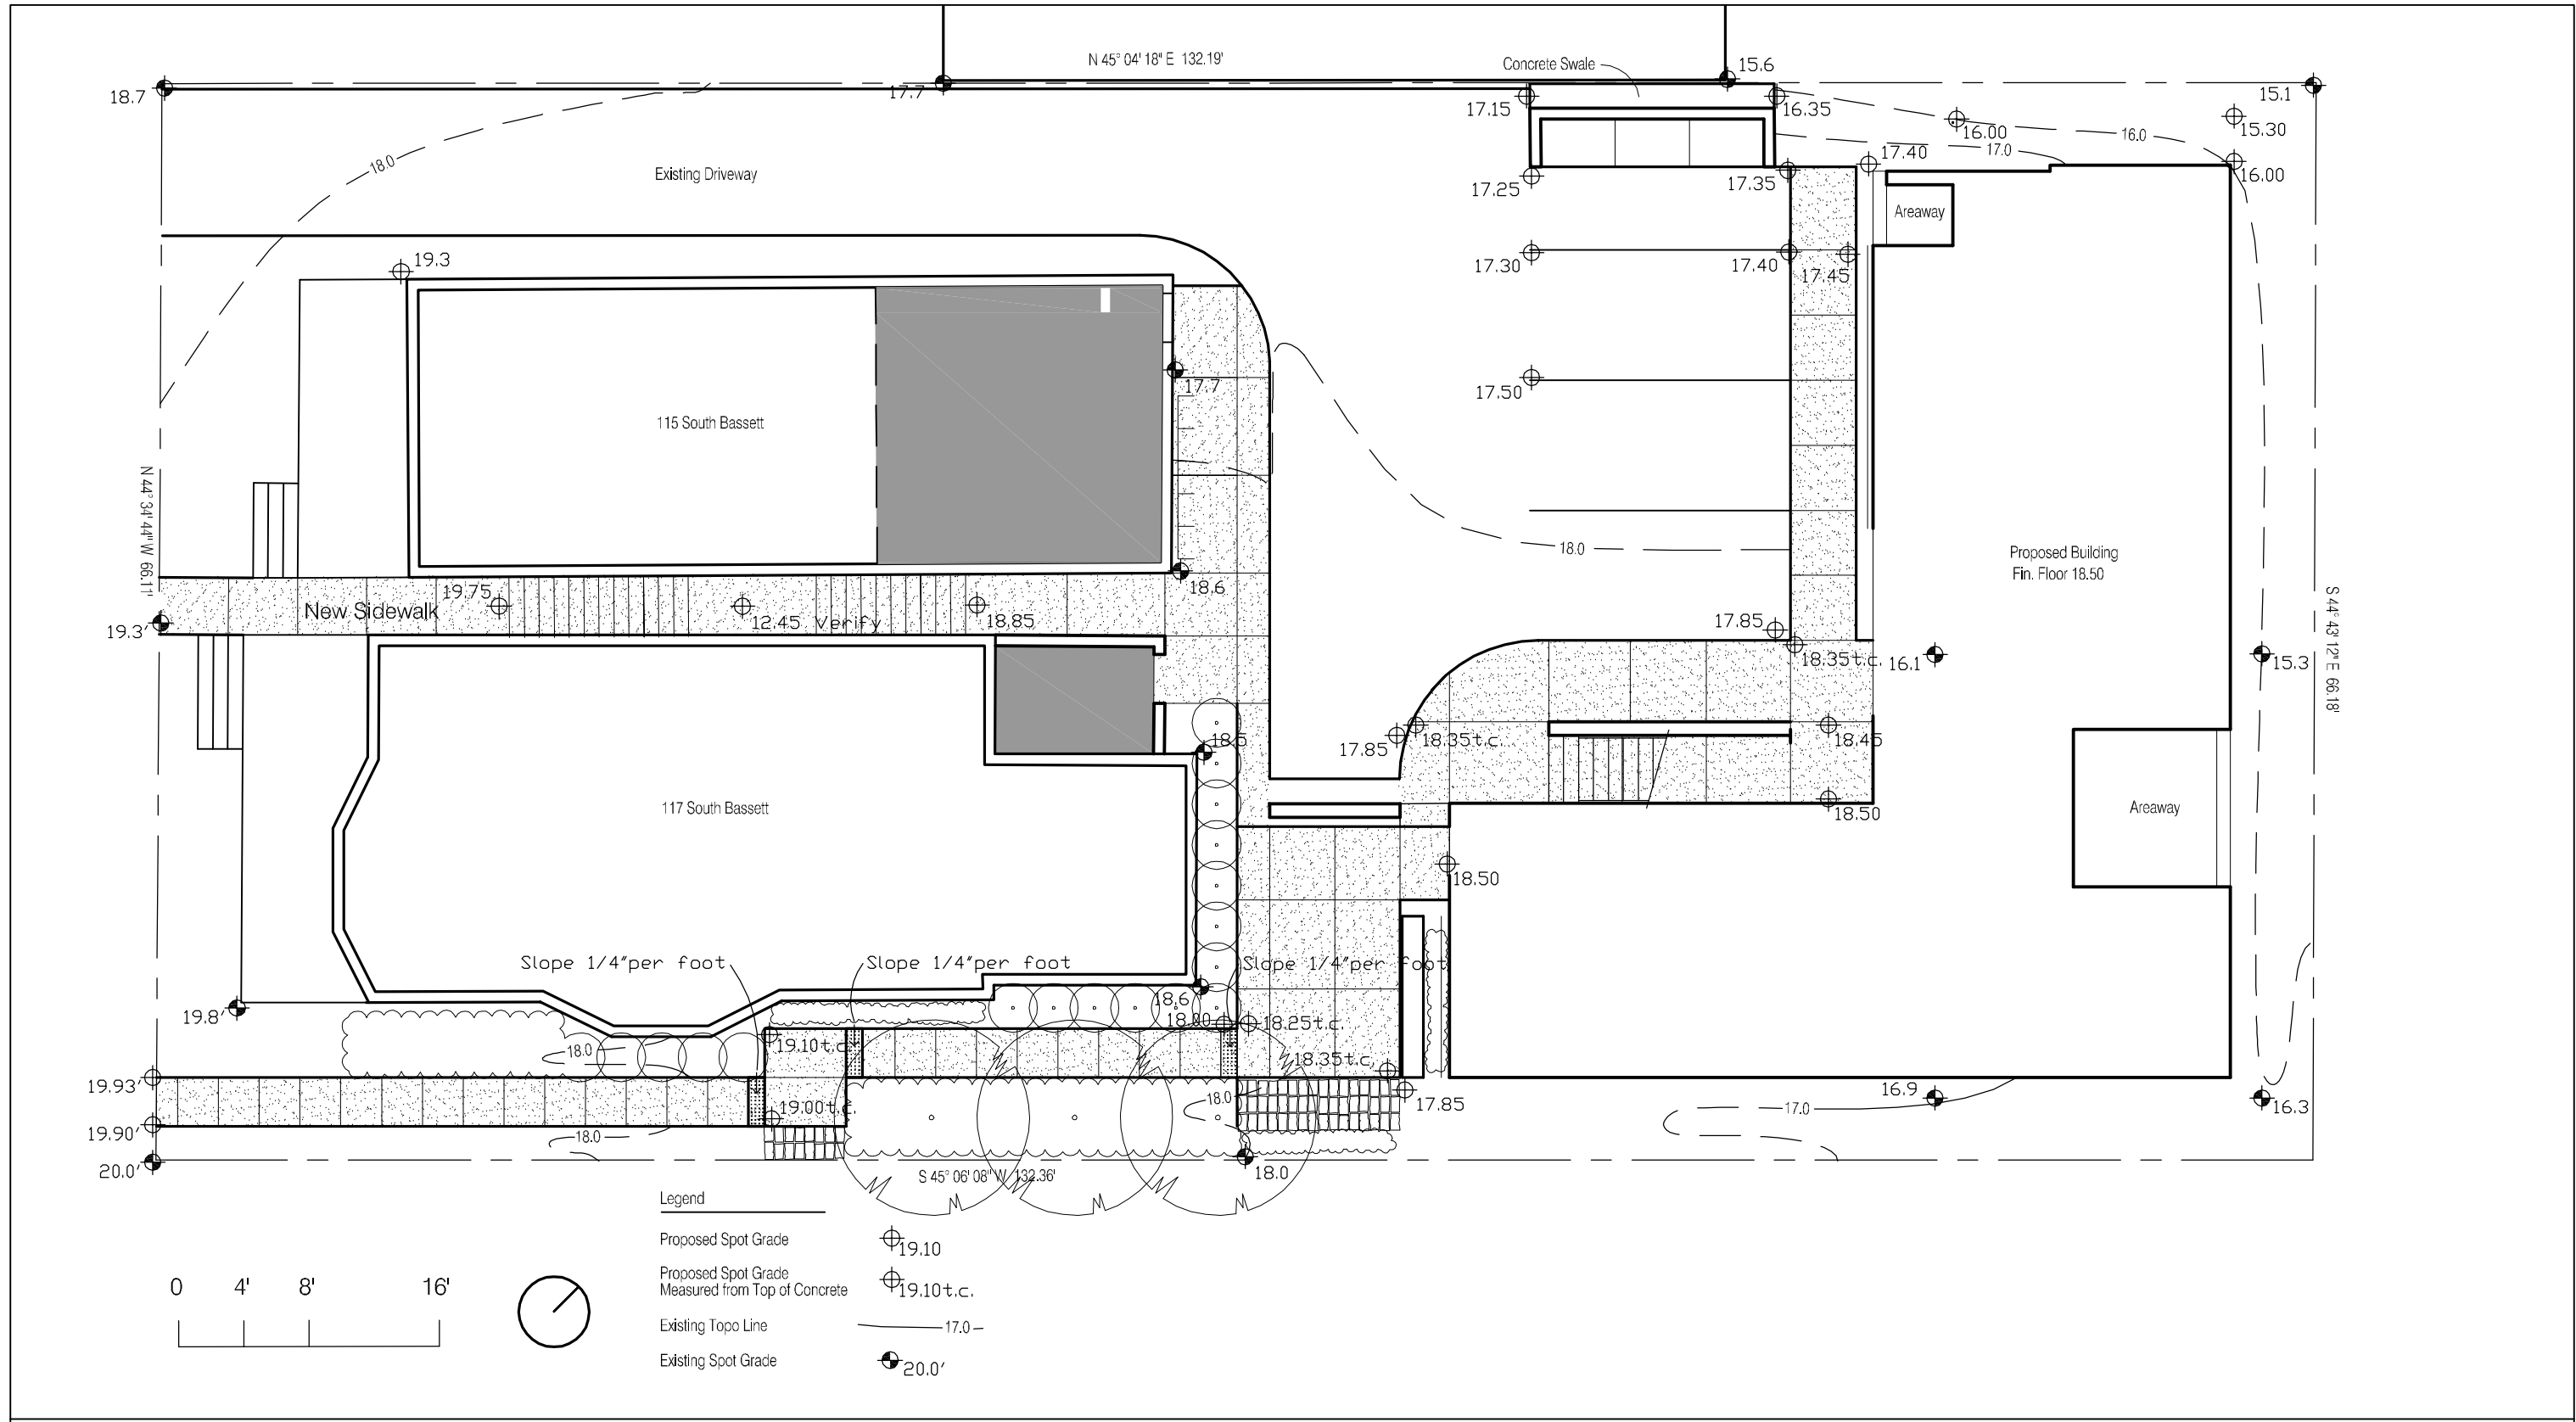 N 45° 04' 18" E 132.19'
Concrete Swale
15.6
18.7
17.7
17.15
16.35
15.1
16.00
15.30
16.0
17.0
17.40
18.0
Existing Driveway
17.25
17.35
16.00
Areaway
19.3
17.30
17.40
17.45
17.7
17.50
115 South Bassett
N 44° 34' 44" W 66.11'
18.0
Proposed Building
Fin. Floor 18.50
18.6
19.75
New Sidewalk
12.45 Verify
18.85
19.3'
17.85
18.35t.c.
16.1
15.3
S 44° 43' 12" E 66.18'
18.5
17.85
18.35t.c.
18.45
117 South Bassett
18.50
Areaway
18.50
Slope 1/4"per foot
Slope 1/4"per foot
Slope 1/4"per foot
18.6
19.8'
18.00
18.25t.c.
19.10t.c.
18.0
18.35t.c.
19.93'
18.0
17.85
16.9
17.0
16.3
19.00t.c.
19.90'
18.0
20.0'
18.0
S 45° 06' 08" W 132.36'
Legend
Proposed Spot Grade
19.10
Proposed Spot Grade
Measured from Top of Concrete
19.10t.c.
Existing Topo Line
17.0
Existing Spot Grade
20.0'
0 4' 8' 16'